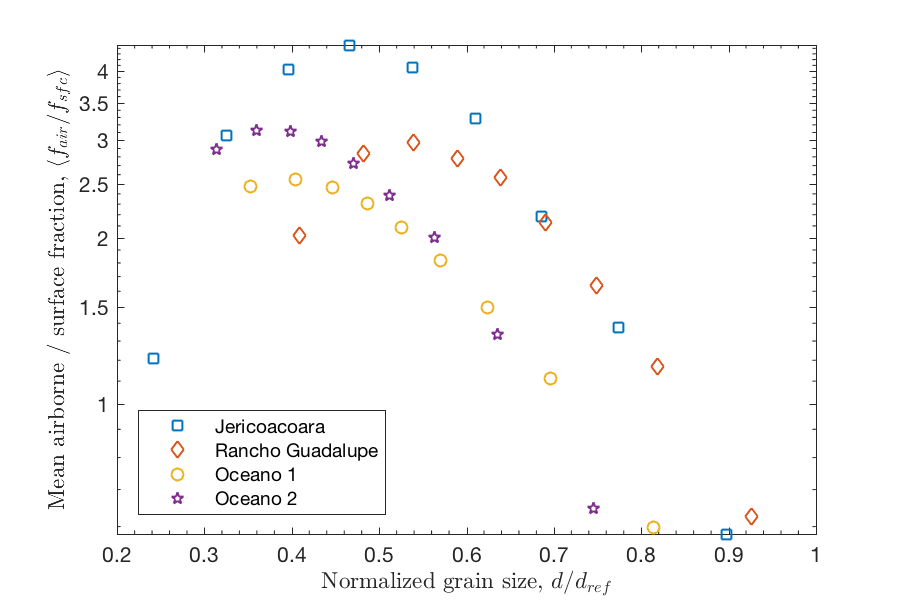 4
3.5
3
2.5
2
1.5
1
Mean airborne / surface fraction, ⟨f_air/f_sfc⟩
Jericoacoara
Rancho Guadalupe
Oceano 1
Oceano 2
0.2 0.3 0.4 0.5 0.6 0.7 0.8 0.9 1
Normalized grain size, d/d_ref